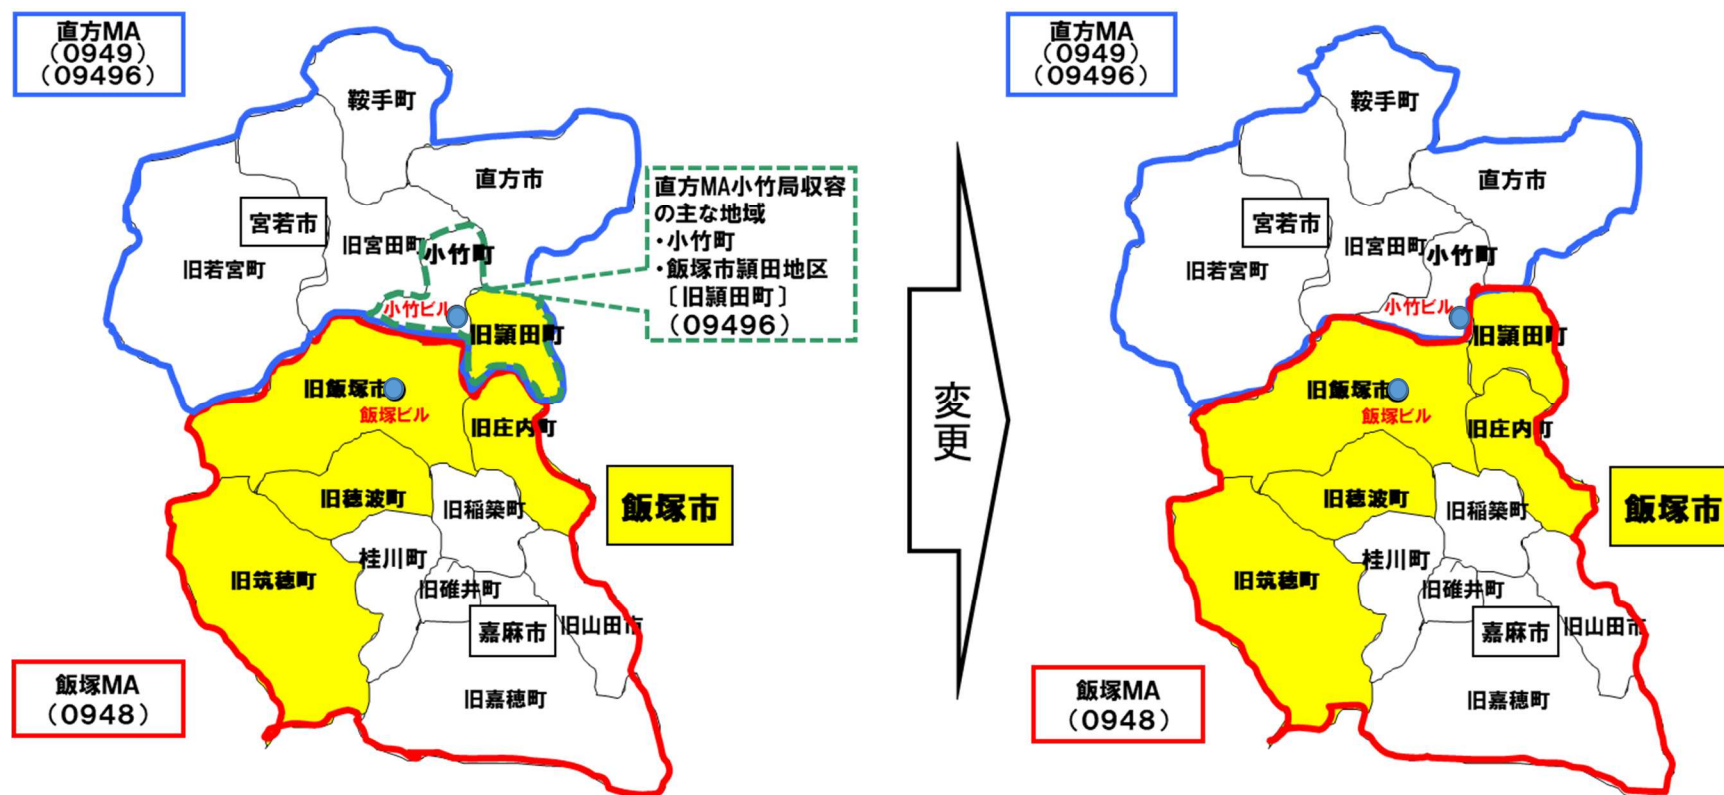 直方MA
（0949）
（09496）
鞍手町
直方市
宮若市
旧宮田町
小竹町
旧若宮町
小竹ビル
旧頴田町
直方MA小竹局収容
の主な地域
・小竹町
・飯塚市頴田地区
〔旧頴田町〕
（09496）
旧飯塚市
飯塚ビル
旧庄内町
旧穂波町
旧稲築町
飯塚市
桂川町
旧筑穂町
旧碓井町
嘉麻市
旧山田市
旧嘉穂町
飯塚MA
（0948）
変更
直方MA
（0949）
（09496）
鞍手町
直方市
宮若市
旧宮田町
小竹町
旧若宮町
小竹ビル
旧頴田町
旧飯塚市
飯塚ビル
旧庄内町
旧穂波町
旧稲築町
飯塚市
桂川町
旧筑穂町
旧碓井町
嘉麻市
旧山田市
旧嘉穂町
飯塚MA
（0948）